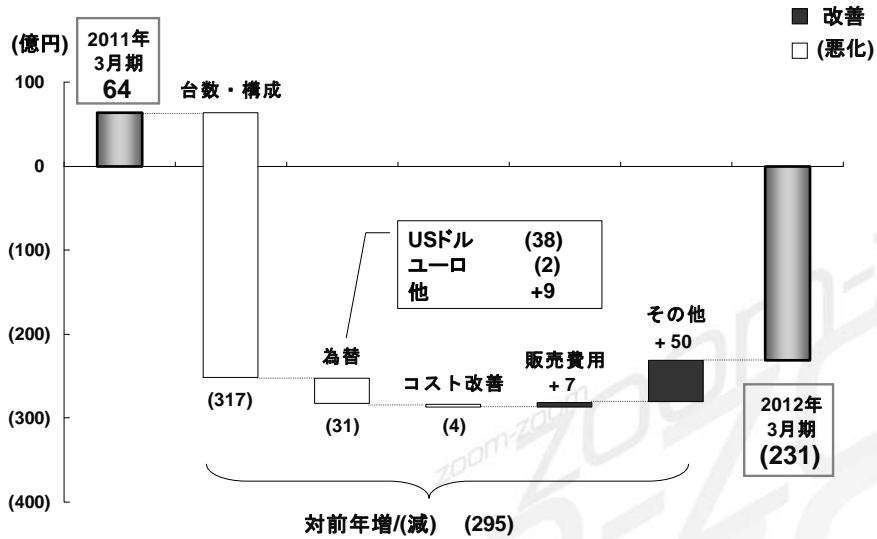 改善
(悪化)
(億円)
2011年
3月期
64
100
0
(100)
(200)
(300)
(400)
台数・構成
(317)
USドル (38)
ユーロ (2)
他 +9
為替
(31)
コスト改善
(4)
販売費用
+ 7
その他
+ 50
2012年
3月期
(231)
対前年増/(減) (295)
zoom-zoom